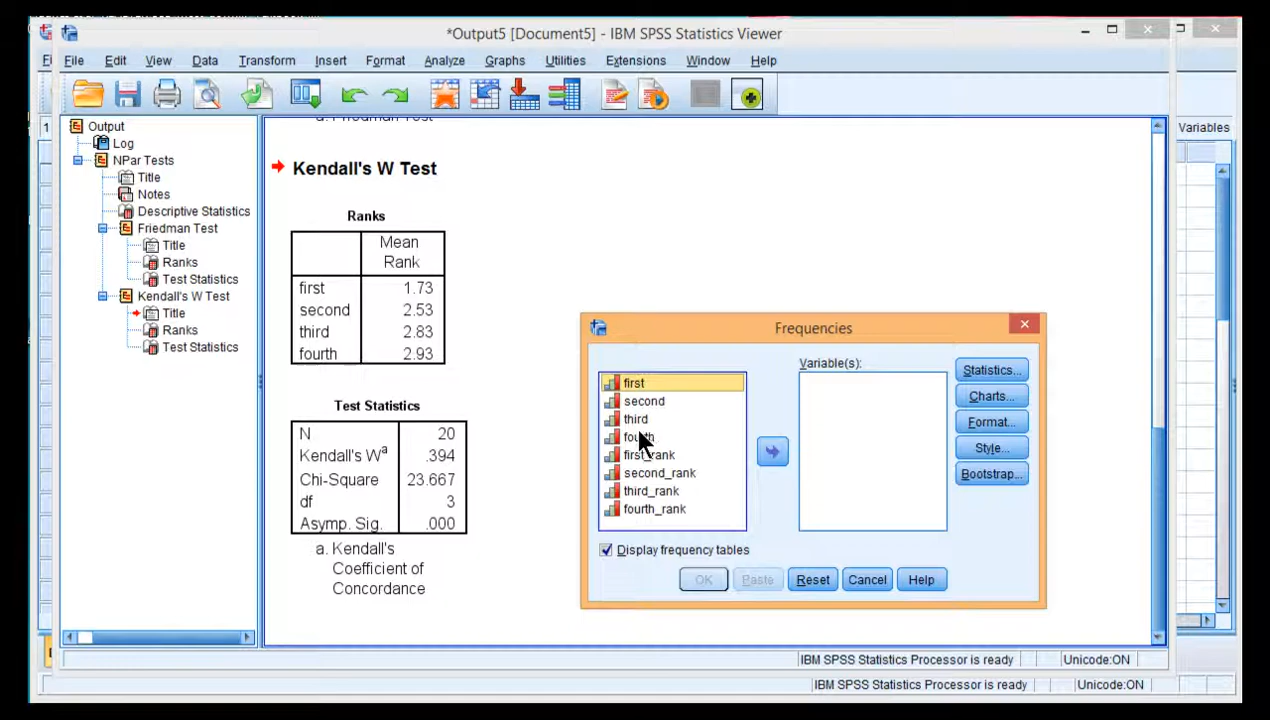 *Output5 [Document5] - IBM SPSS Statistics Viewer
File Edit View Data Transform Insert Format Analyze Graphs Utilities Extensions Window Help
Output
Log
NPar Tests
Title
Notes
Descriptive Statistics
Friedman Test
Title
Ranks
Test Statistics
Kendall's W Test
Title
Ranks
Test Statistics
a. Friedman Test
Kendall's W Test
Ranks
Mean
Rank
first 1.73
second 2.53
third 2.83
fourth 2.93
Test Statistics
N 20
Kendall's Wa .394
Chi-Square 23.667
df 3
Asymp. Sig. .000
a. Kendall's
Coefficient of
Concordance
Frequencies
Variable(s):
first
second
third
fourth
first_rank
second_rank
third_rank
fourth_rank
Statistics...
Charts...
Format...
Style...
Bootstrap...
Display frequency tables
OK Paste Reset Cancel Help
Variables
1
IBM SPSS Statistics Processor is ready Unicode:ON
IBM SPSS Statistics Processor is ready Unicode:ON